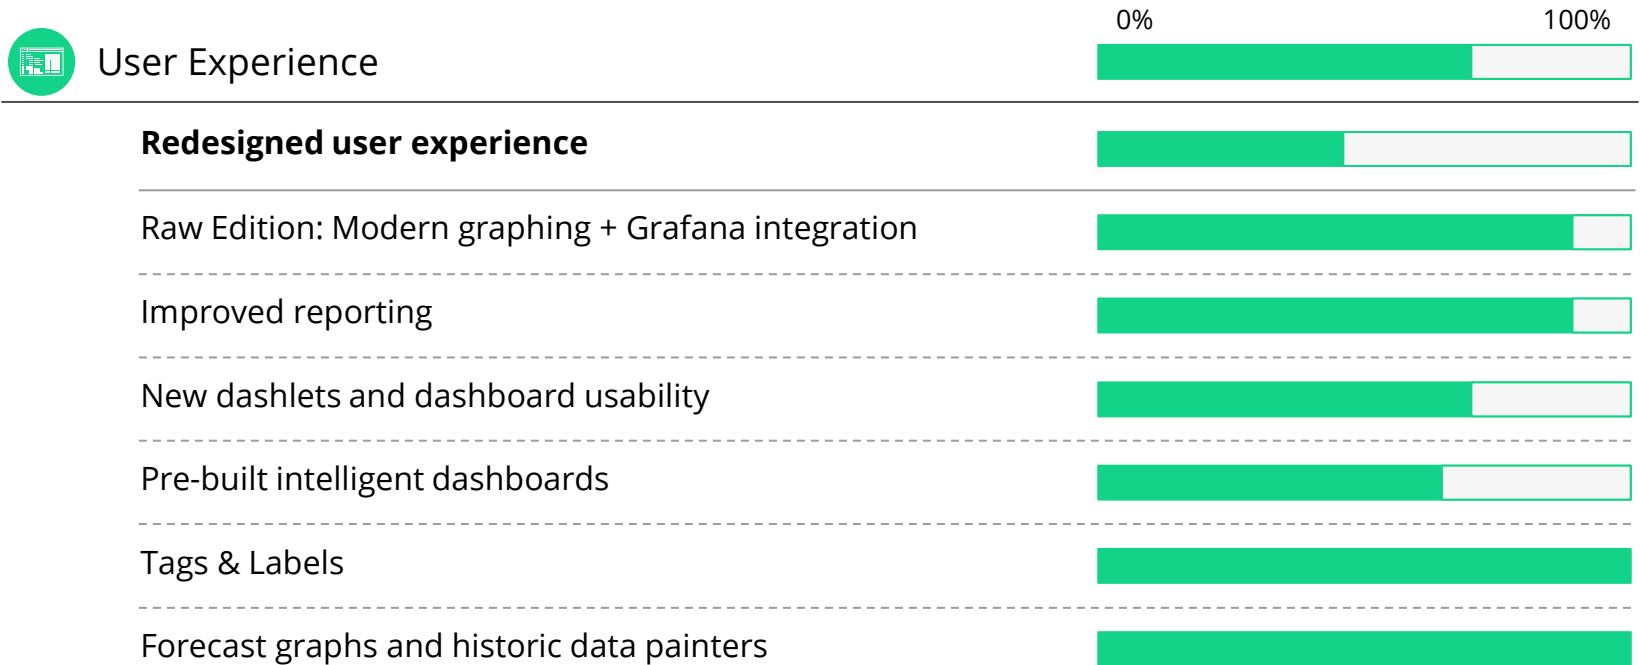 0% 100%
User Experience
Redesigned user experience
Raw Edition: Modern graphing + Grafana integration
Improved reporting
New dashlets and dashboard usability
Pre-built intelligent dashboards
Tags & Labels
Forecast graphs and historic data painters